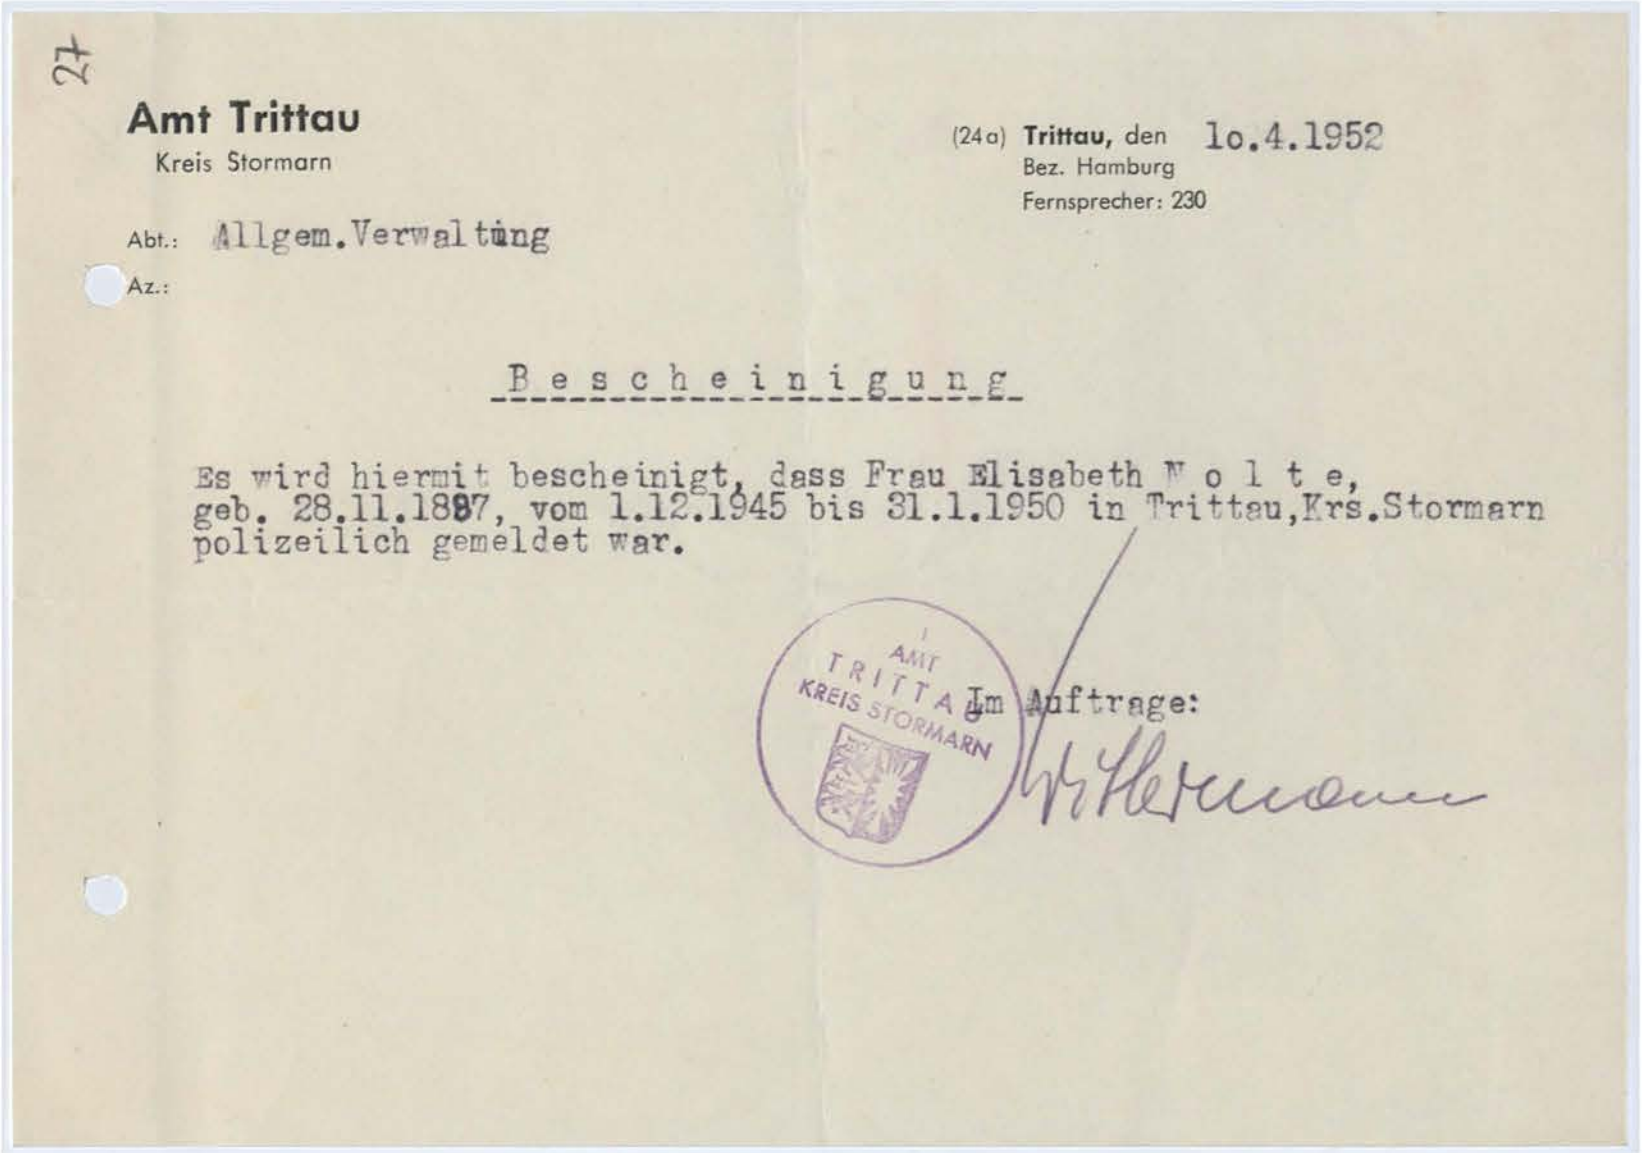 27
Amt Trittau
Kreis Stormarn
(24a) Trittau, den 1o.4.1952
Bez. Hamburg
Fernsprecher: 230
Abt.: Allgem.Verwaltung
Az.:
B e s c h e i n i g u n g
Es wird hiermit bescheinigt, dass Frau Elisabeth N o l t e,
geb. 28.11.1887, vom 1.12.1945 bis 31.1.1950 in Trittau,Krs.Stormarn
polizeilich gemeldet war.
AMT
TRITTAU
KREIS STORMARN
Im Auftrage: